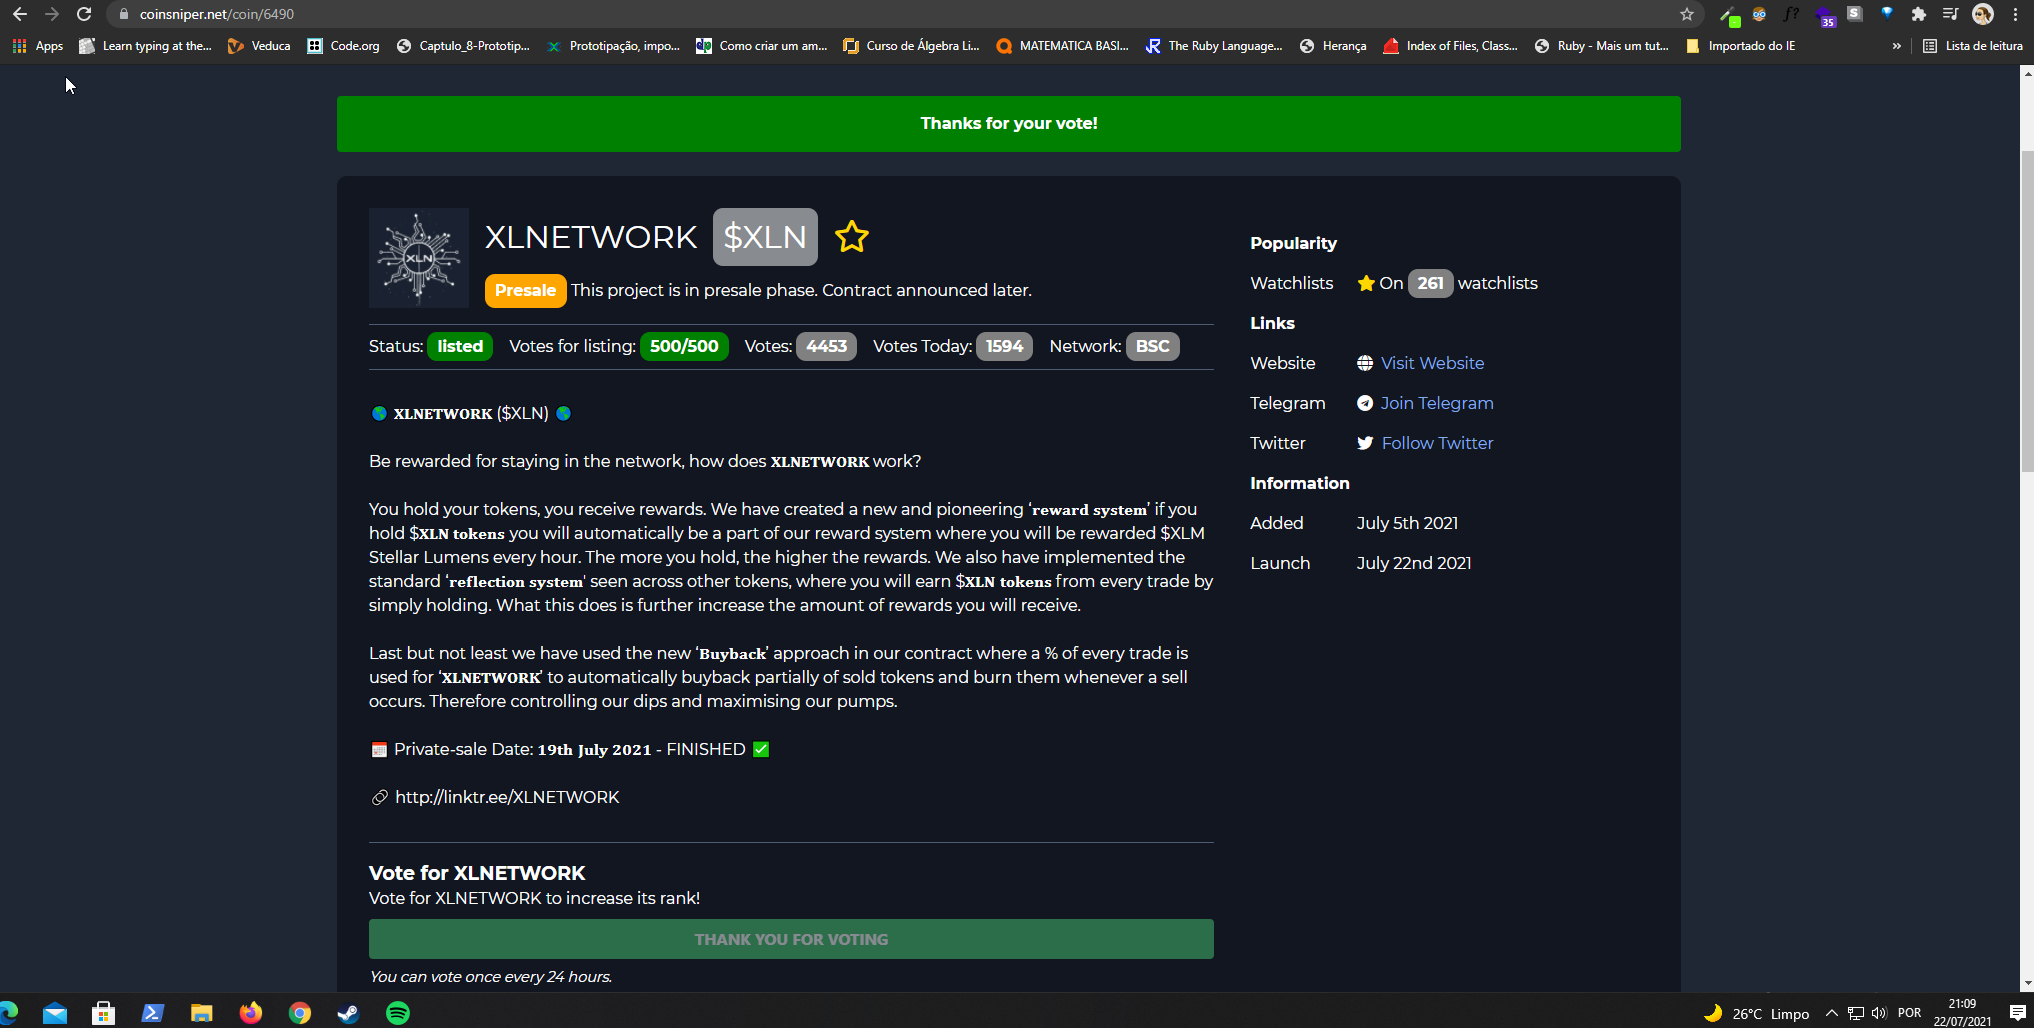 coinsniper.net/coin/6490
35
Apps Learn typing at the... Veduca Code.org Captulo_8-Prototip... Prototipação, impo... Como criar um am... Curso de Álgebra Li... MATEMATICA BASI... The Ruby Language... Herança Index of Files, Class... Ruby - Mais um tut... Importado do IE » Lista de leitura
Thanks for your vote!
XLN
XLNETWORK $XLN
Presale This project is in presale phase. Contract announced later.
Status: listed Votes for listing: 500/500 Votes: 4453 Votes Today: 1594 Network: BSC
XLNETWORK ($XLN)
Be rewarded for staying in the network, how does XLNETWORK work?
You hold your tokens, you receive rewards. We have created a new and pioneering ‘reward system’ if you
hold $XLN tokens you will automatically be a part of our reward system where you will be rewarded $XLM
Stellar Lumens every hour. The more you hold, the higher the rewards. We also have implemented the
standard ‘reflection system' seen across other tokens, where you will earn $XLN tokens from every trade by
simply holding. What this does is further increase the amount of rewards you will receive.
Last but not least we have used the new ‘Buyback’ approach in our contract where a % of every trade is
used for ‘XLNETWORK’ to automatically buyback partially of sold tokens and burn them whenever a sell
occurs. Therefore controlling our dips and maximising our pumps.
Private-sale Date: 19th July 2021 - FINISHED ✅
http://linktr.ee/XLNETWORK
Vote for XLNETWORK
Vote for XLNETWORK to increase its rank!
THANK YOU FOR VOTING
You can vote once every 24 hours.
Popularity
Watchlists On 261 watchlists
Links
Website Visit Website
Telegram Join Telegram
Twitter Follow Twitter
Information
Added July 5th 2021
Launch July 22nd 2021
26°C Limpo POR 21:09
22/07/2021